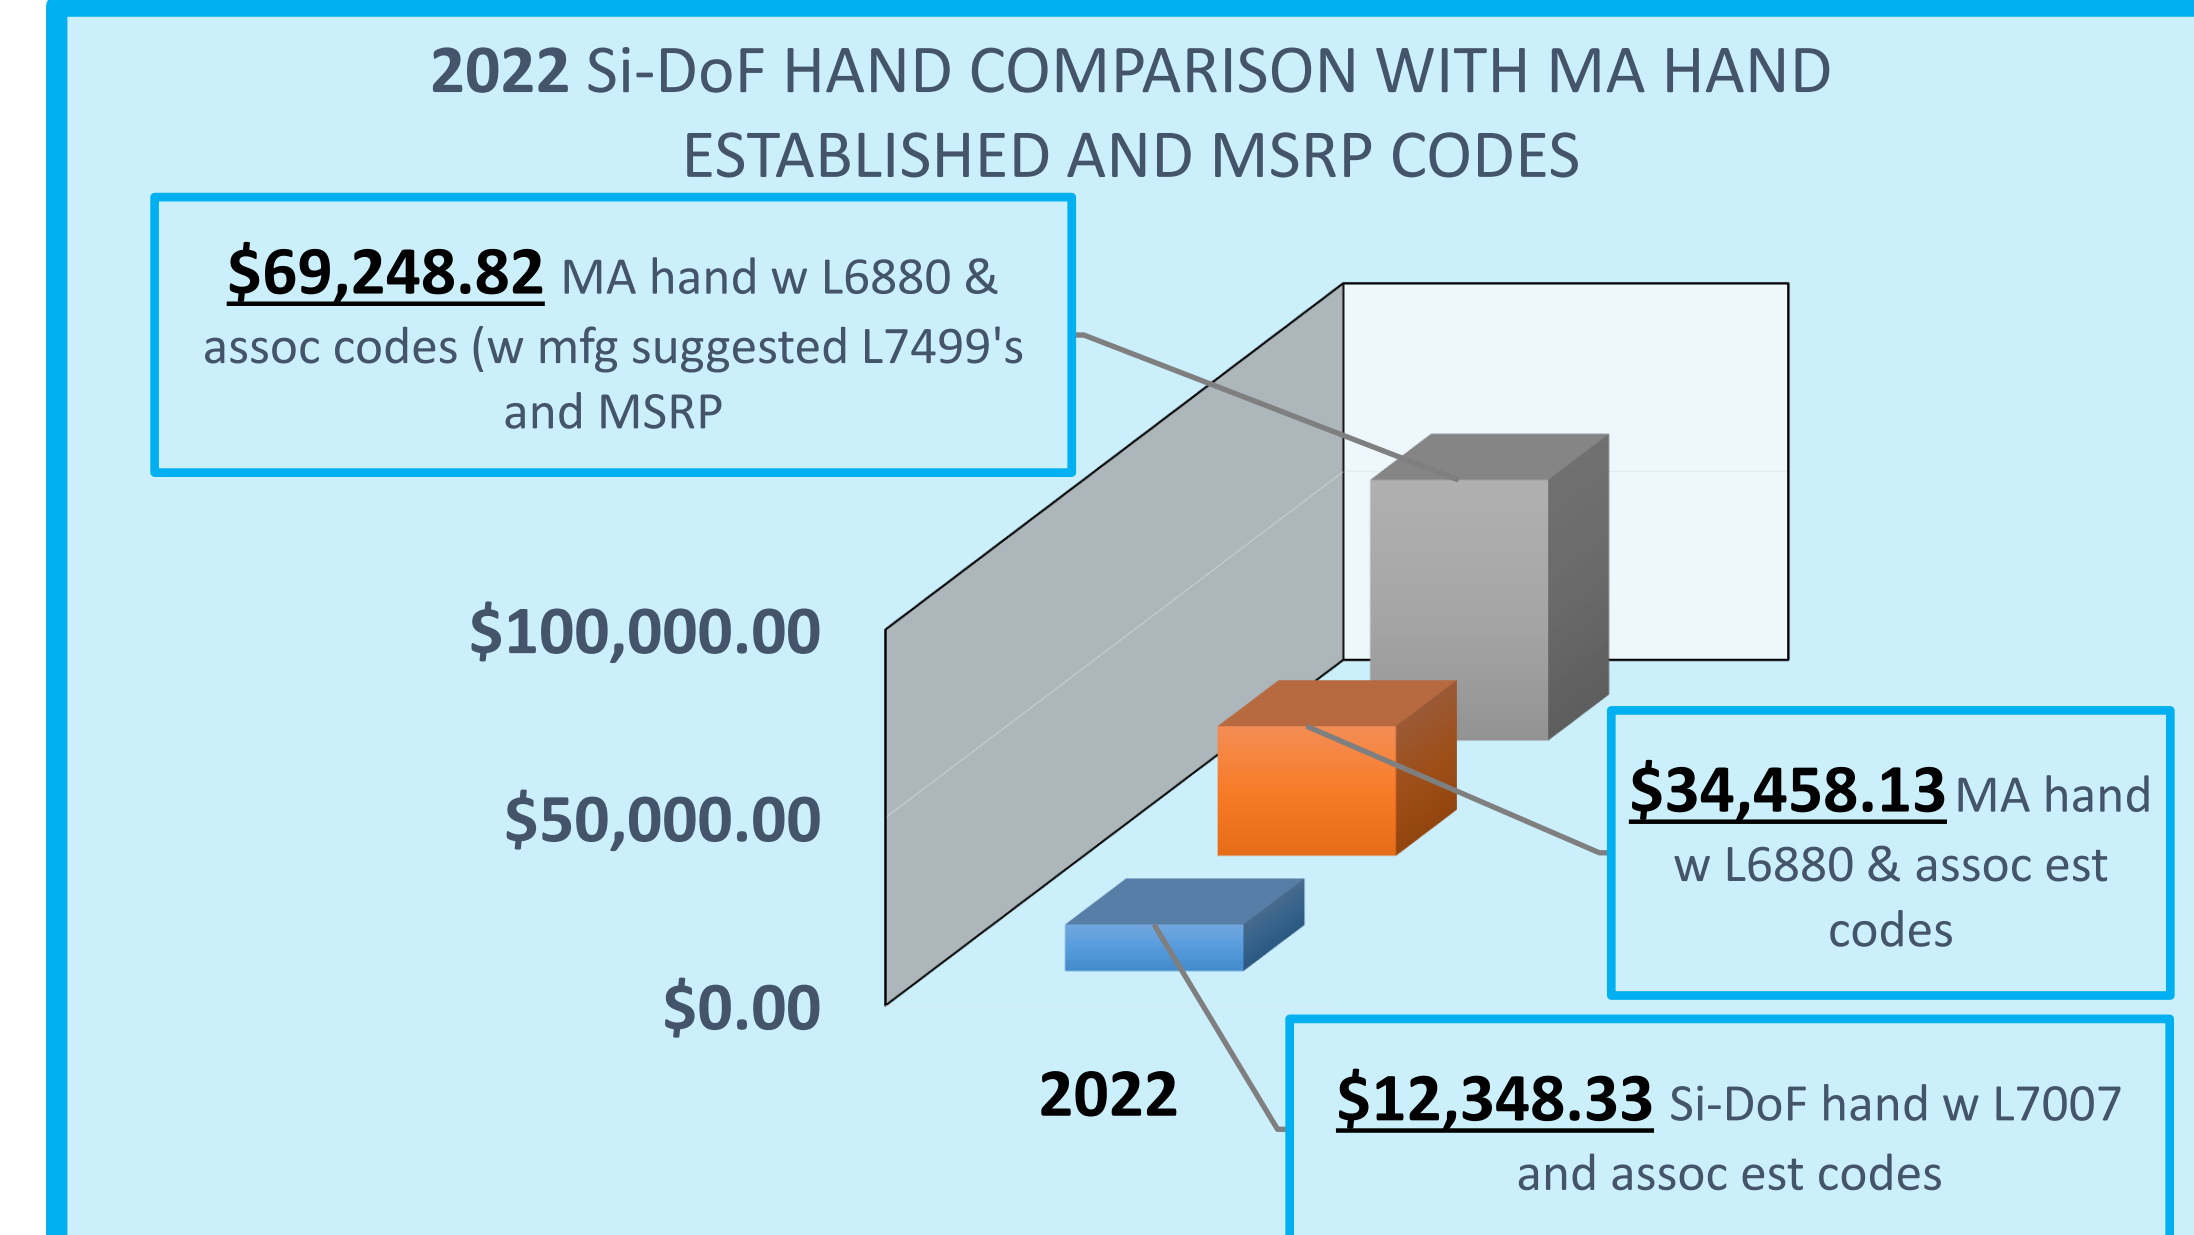 2022 Si-DoF HAND COMPARISON WITH MA HAND
ESTABLISHED AND MSRP CODES
$69,248.82 MA hand w L6880 &
assoc codes (w mfg suggested L7499's
and MSRP
$100,000.00
$50,000.00
$0.00
$34,458.13 MA hand
w L6880 & assoc est
codes
2022
$12,348.33 Si-DoF hand w L7007
and assoc est codes